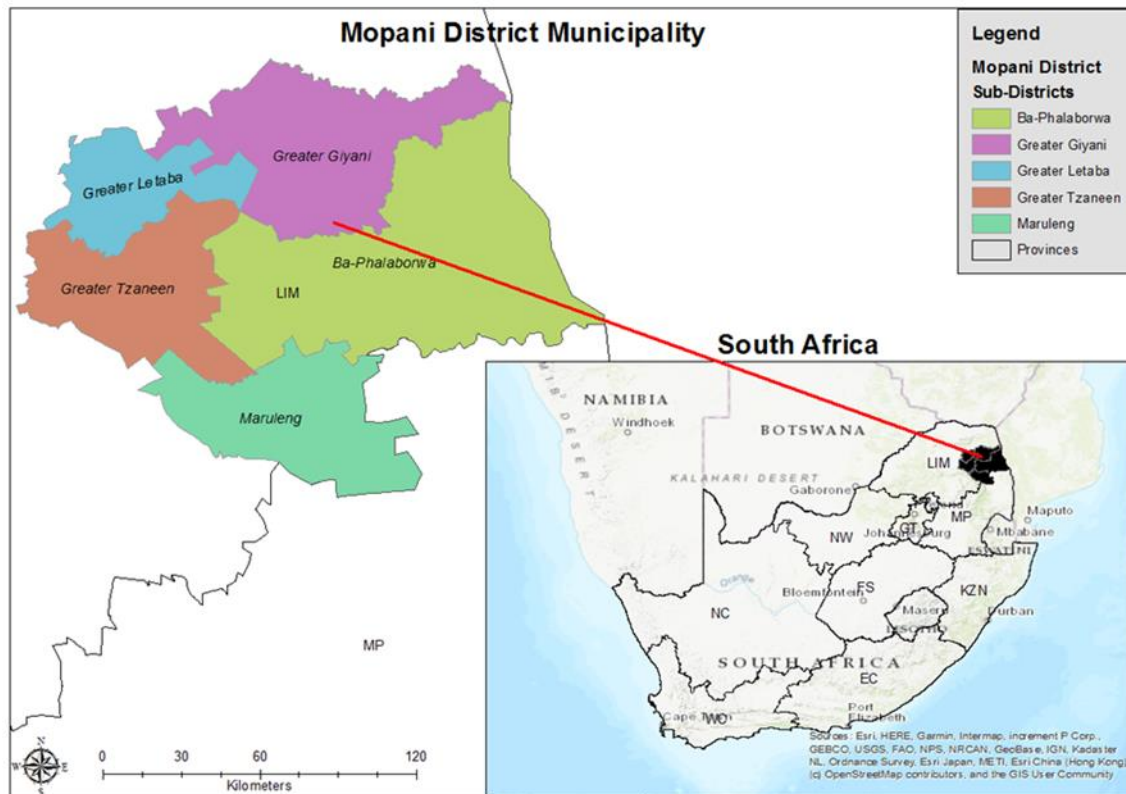 Mopani District Municipality
Legend
Mopani District
Sub-Districts
Ba-Phalaborwa
Greater Giyani
Greater Letaba
Greater Tzaneen
Maruleng
Provinces
Greater Giyani
Greater Letaba
Ba-Phalaborwa
Greater Tzaneen
LIM
Maruleng
MP
N
W
E
S
0 30 60 120
Kilometers
South Africa
NAMIBIA
Windhoek
BOTSWANA
KALAHARI DESERT
Gaborone
LIM
MP
Maputo
GT
Johannesburg
Mbabane
ESWATINI
NW
Orange
Bloemfontein
FS
KZN
Maseru
Durban
LESOTHO
NC
SOUTH AFRICA
EC
Port
Elizabeth
Cape Town
WC
Sources: Esri, HERE, Garmin, Intermap, increment P Corp.,
GEBCO, USGS, FAO, NPS, NRCAN, GeoBase, IGN, Kadaster
NL, Ordnance Survey, Esri Japan, METI, Esri China (Hong Kong),
(c) OpenStreetMap contributors, and the GIS User Community